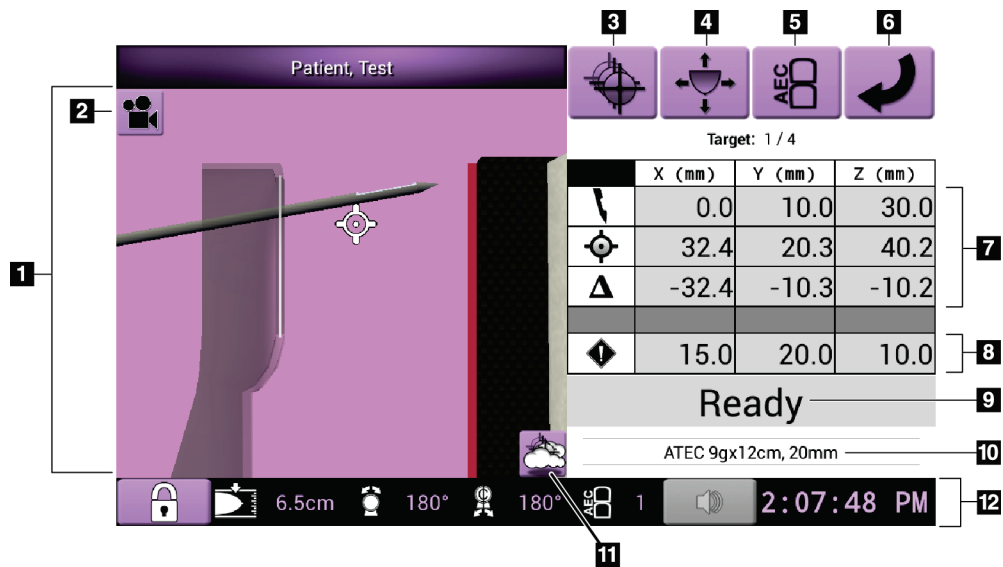 3 4 5 6
Patient, Test
AEC
1
2
Target: 1 / 4
X (mm) Y (mm) Z (mm)
0.0 10.0 30.0
32.4 20.3 40.2
7
Δ -32.4 -10.3 -10.2
! 15.0 20.0 10.0
8
Ready
9
ATEC 9gx12cm, 20mm
10
6.5cm 180° C 180° AEC 1 2:07:48 PM
12
11